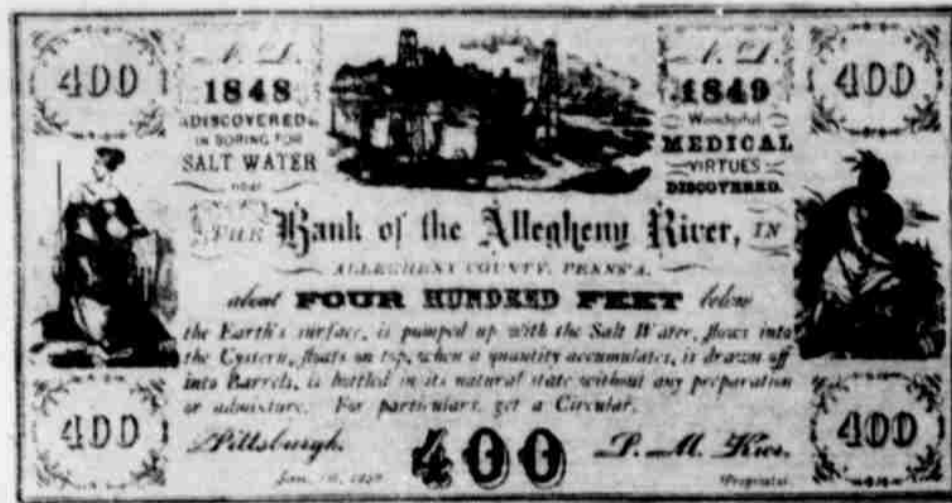 400
A. D.
1848
DISCOVERED
IN BORING FOR
SALT WATER
near
A. D.
1849
Wonderful
MEDICAL
VIRTUES
DISCOVERED.
400
THE Bank of the Allegheny River, IN
ALLEGHENY COUNTY, PENN'A,
about FOUR HUNDRED FEET below
the Earth's surface, is pumped up with the Salt Water, flows into
the Cystern, floats on top, when a quantity accumulates, is drawn off
into Barrels, is bottled in its natural state without any preparation
or admixture. For particulars, get a Circular.
400
Pittsburgh.
Jan.
400
Proprietor.
400